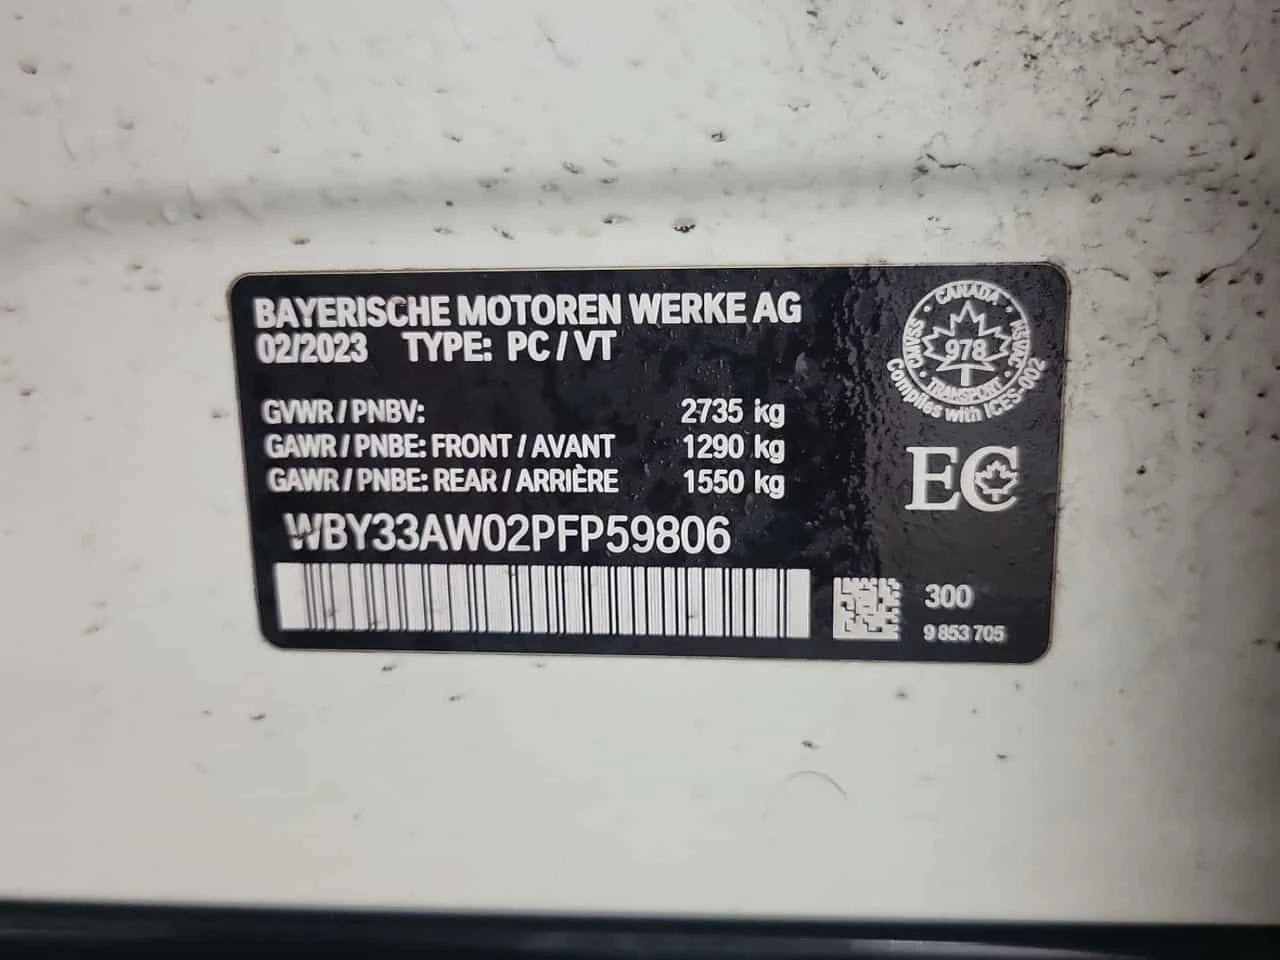 BAYERISCHE MOTOREN WERKE AG
02/2023 TYPE: PC / VT
GVWR / PNBV: 2735 kg
GAWR / PNBE: FRONT / AVANT 1290 kg
GAWR / PNBE: REAR / ARRIÈRE 1550 kg
WBY33AW02PFP59806
CANADA
CMVSS • NSVAC
978
TRANSPORT
Complies with ICES-002
EC
300
9 853 705